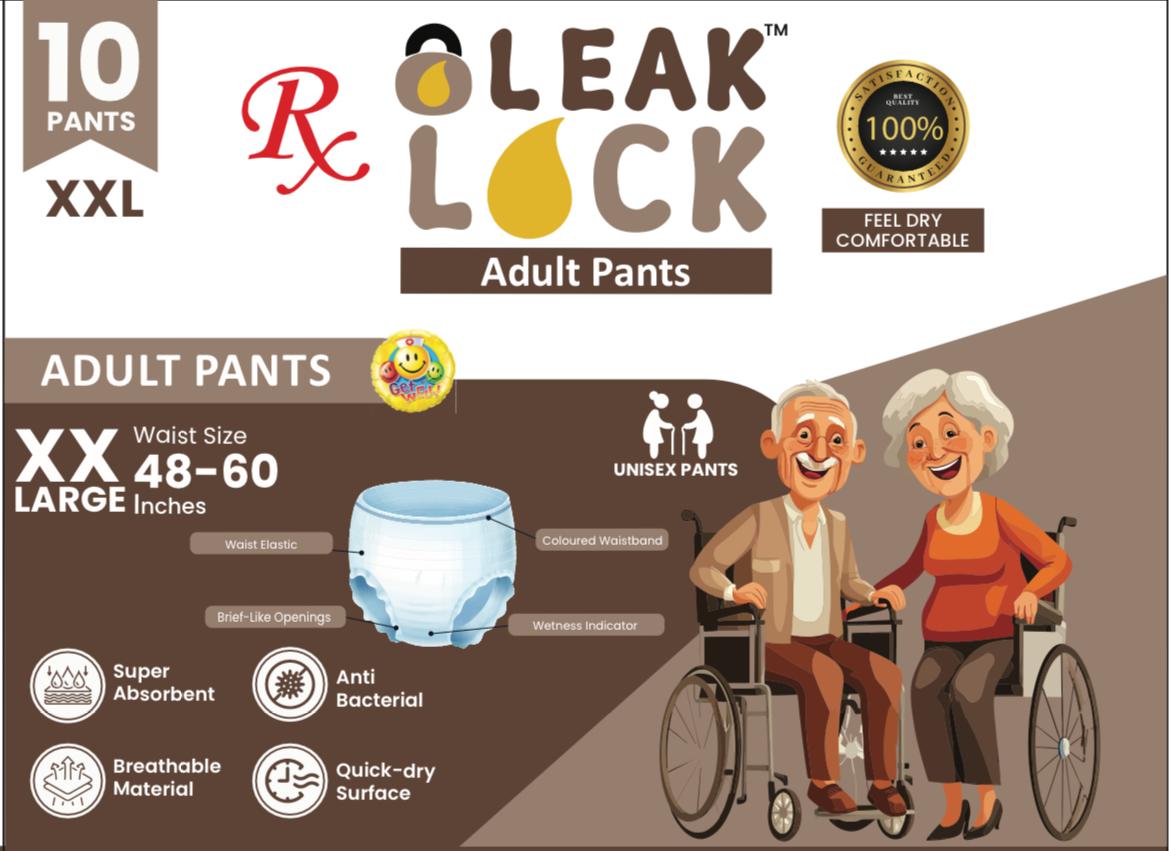 10
PANTS
XXL
Rx
LEAK™
LOCK
Adult Pants
SATISFACTION
BEST
QUALITY
100%
GUARANTEED
FEEL DRY
COMFORTABLE
ADULT PANTS
Get
Well!
XX
LARGE
Waist Size
48-60
Inches
UNISEX PANTS
Waist Elastic
Coloured Waistband
Brief-Like Openings
Wetness Indicator
Super
Absorbent
Anti
Bacterial
Breathable
Material
Quick-dry
Surface